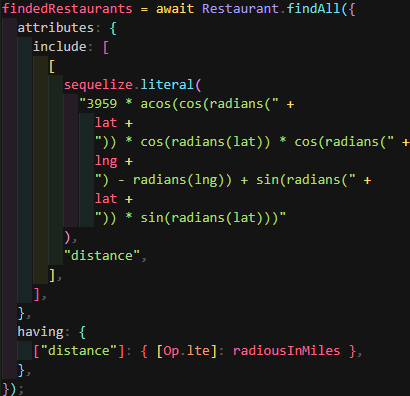 findedRestaurants = await Restaurant.findAll({
attributes: {
include: [
[
sequelize.literal(
"3959 * acos(cos(radians(" +
lat +
")) * cos(radians(lat)) * cos(radians(" +
lng +
") - radians(lng)) + sin(radians(" +
lat +
")) * sin(radians(lat)))"
),
"distance",
],
],
},
having: {
["distance"]: { [Op.lte]: radiousInMiles },
},
});